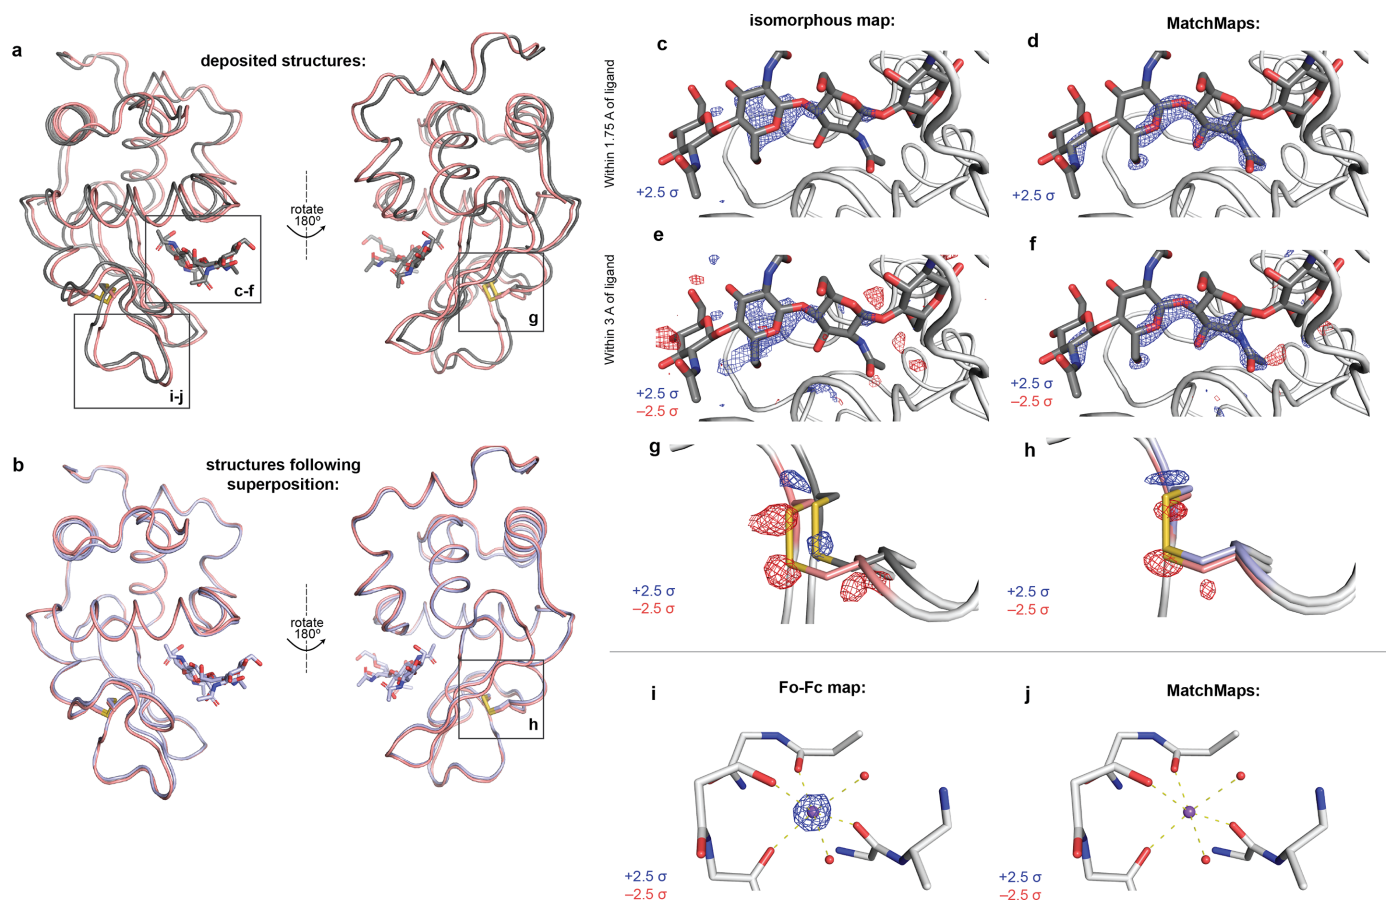 a
deposited structures:
rotate
180º
c-f
g
i-j
b
structures following
superposition:
rotate
180º
h
isomorphous map:
MatchMaps:
Within 1.75 A of ligand
c
+2.5 σ
d
+2.5 σ
Within 3 A of ligand
e
+2.5 σ
–2.5 σ
f
+2.5 σ
–2.5 σ
g
+2.5 σ
–2.5 σ
h
+2.5 σ
–2.5 σ
Fo-Fc map:
MatchMaps:
i
+2.5 σ
–2.5 σ
j
+2.5 σ
–2.5 σ